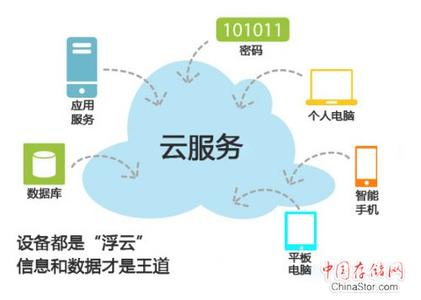 101011
密码
应用
服务
个人电脑
云服务
数据库
智能
手机
平板
电脑
设备都是“浮云”
信息和数据才是王道
中国存储网
ChinaStor.com